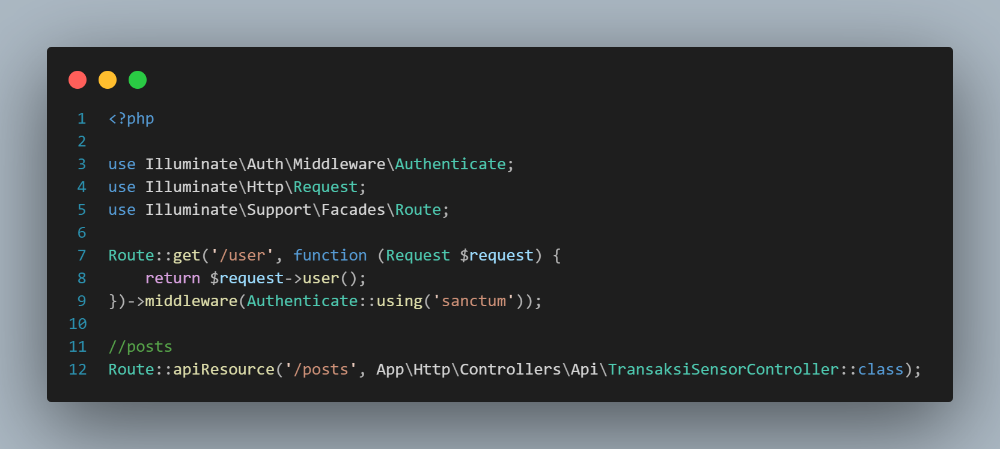 1 <?php
2
3 use Illuminate\Auth\Middleware\Authenticate;
4 use Illuminate\Http\Request;
5 use Illuminate\Support\Facades\Route;
6
7 Route::get('/user', function (Request $request) {
8     return $request->user();
9 })->middleware(Authenticate::using('sanctum'));
10
11 //posts
12 Route::apiResource('/posts', App\Http\Controllers\Api\TransaksiSensorController::class);